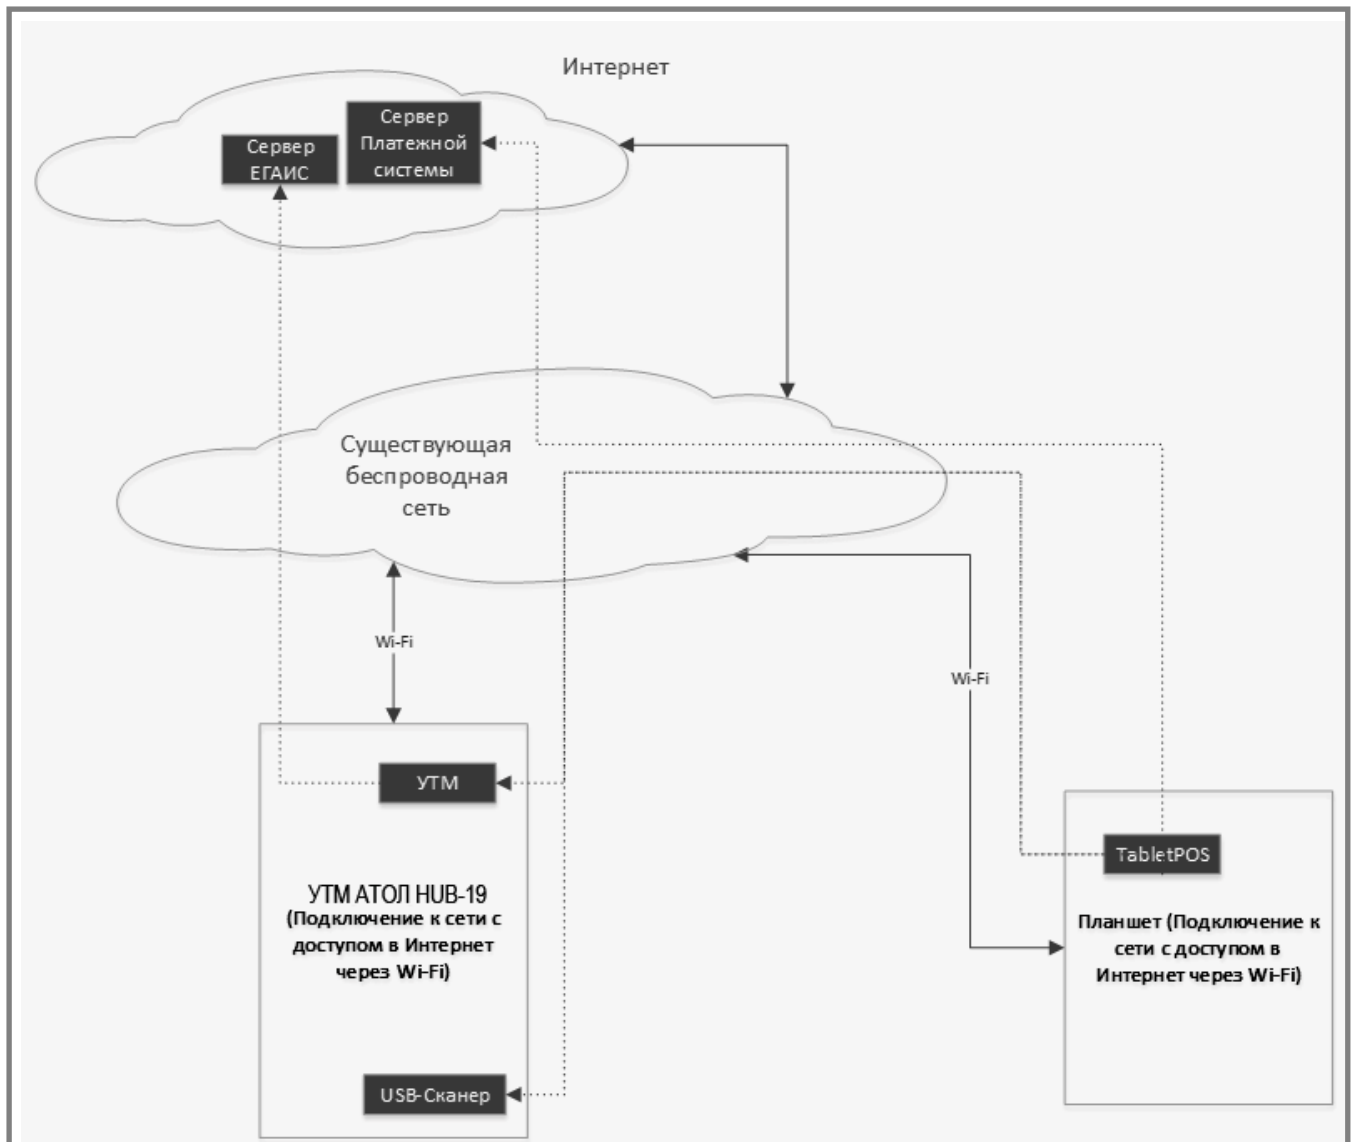 Интернет
Сервер
Платежной
системы
Сервер
ЕГАИС
Существующая
беспроводная
сеть
Wi-Fi
Wi-Fi
УТМ
TabletPOS
УТМ АТОЛ HUB-19
(Подключение к сети с
доступом в Интернет
через Wi-Fi)
Планшет (Подключение к
сети с доступом в
Интернет через Wi-Fi)
USB-Сканер